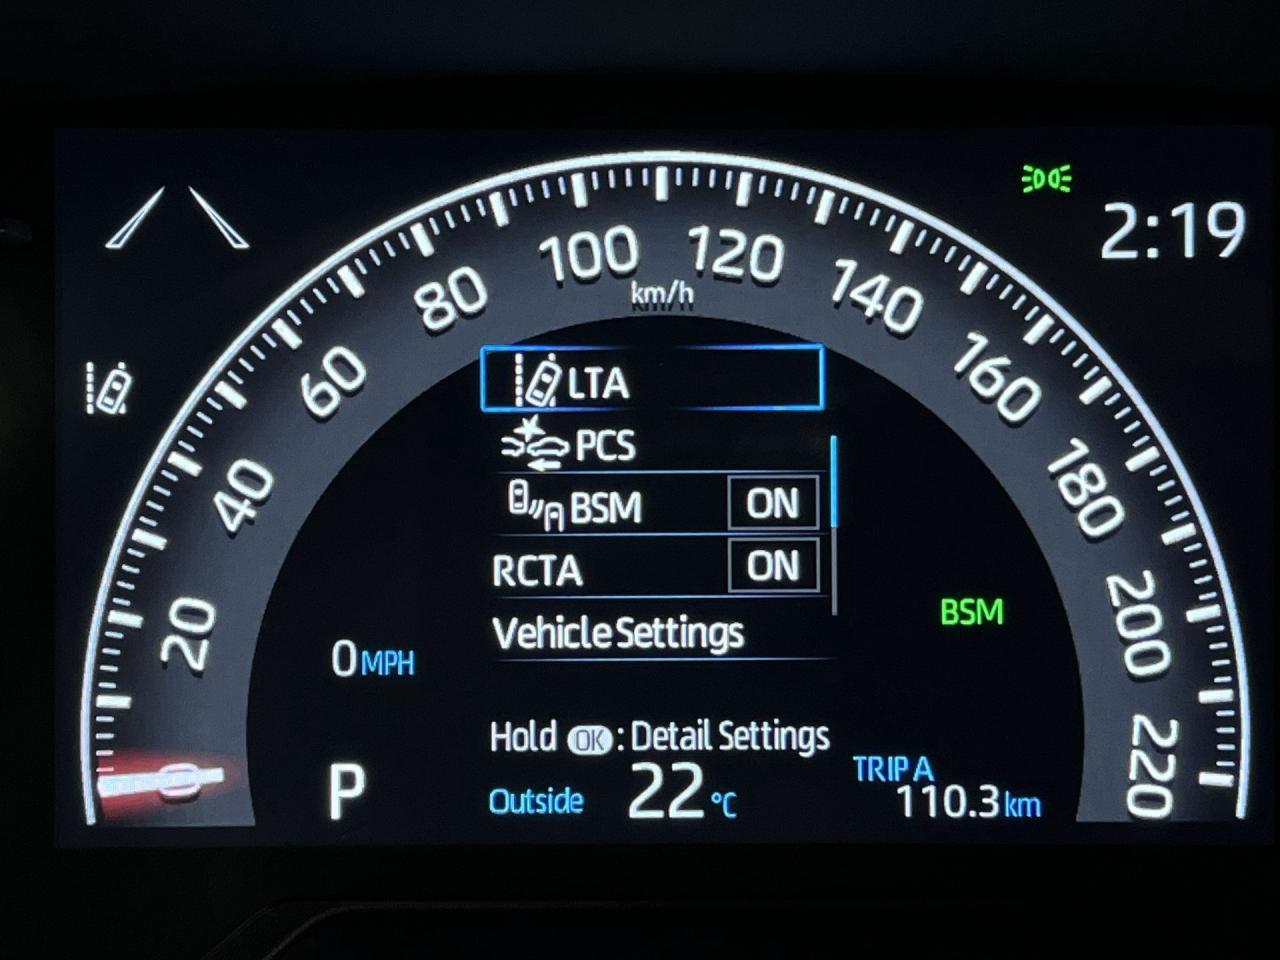 2:19
100
120
km/h
80
140
60
160
LTA
PCS
40
180
BSM ON
RCTA ON
20
200
BSM
Vehicle Settings
0 MPH
Hold OK : Detail Settings
220
0
P
Outside 22 °C
TRIP A
110.3 km